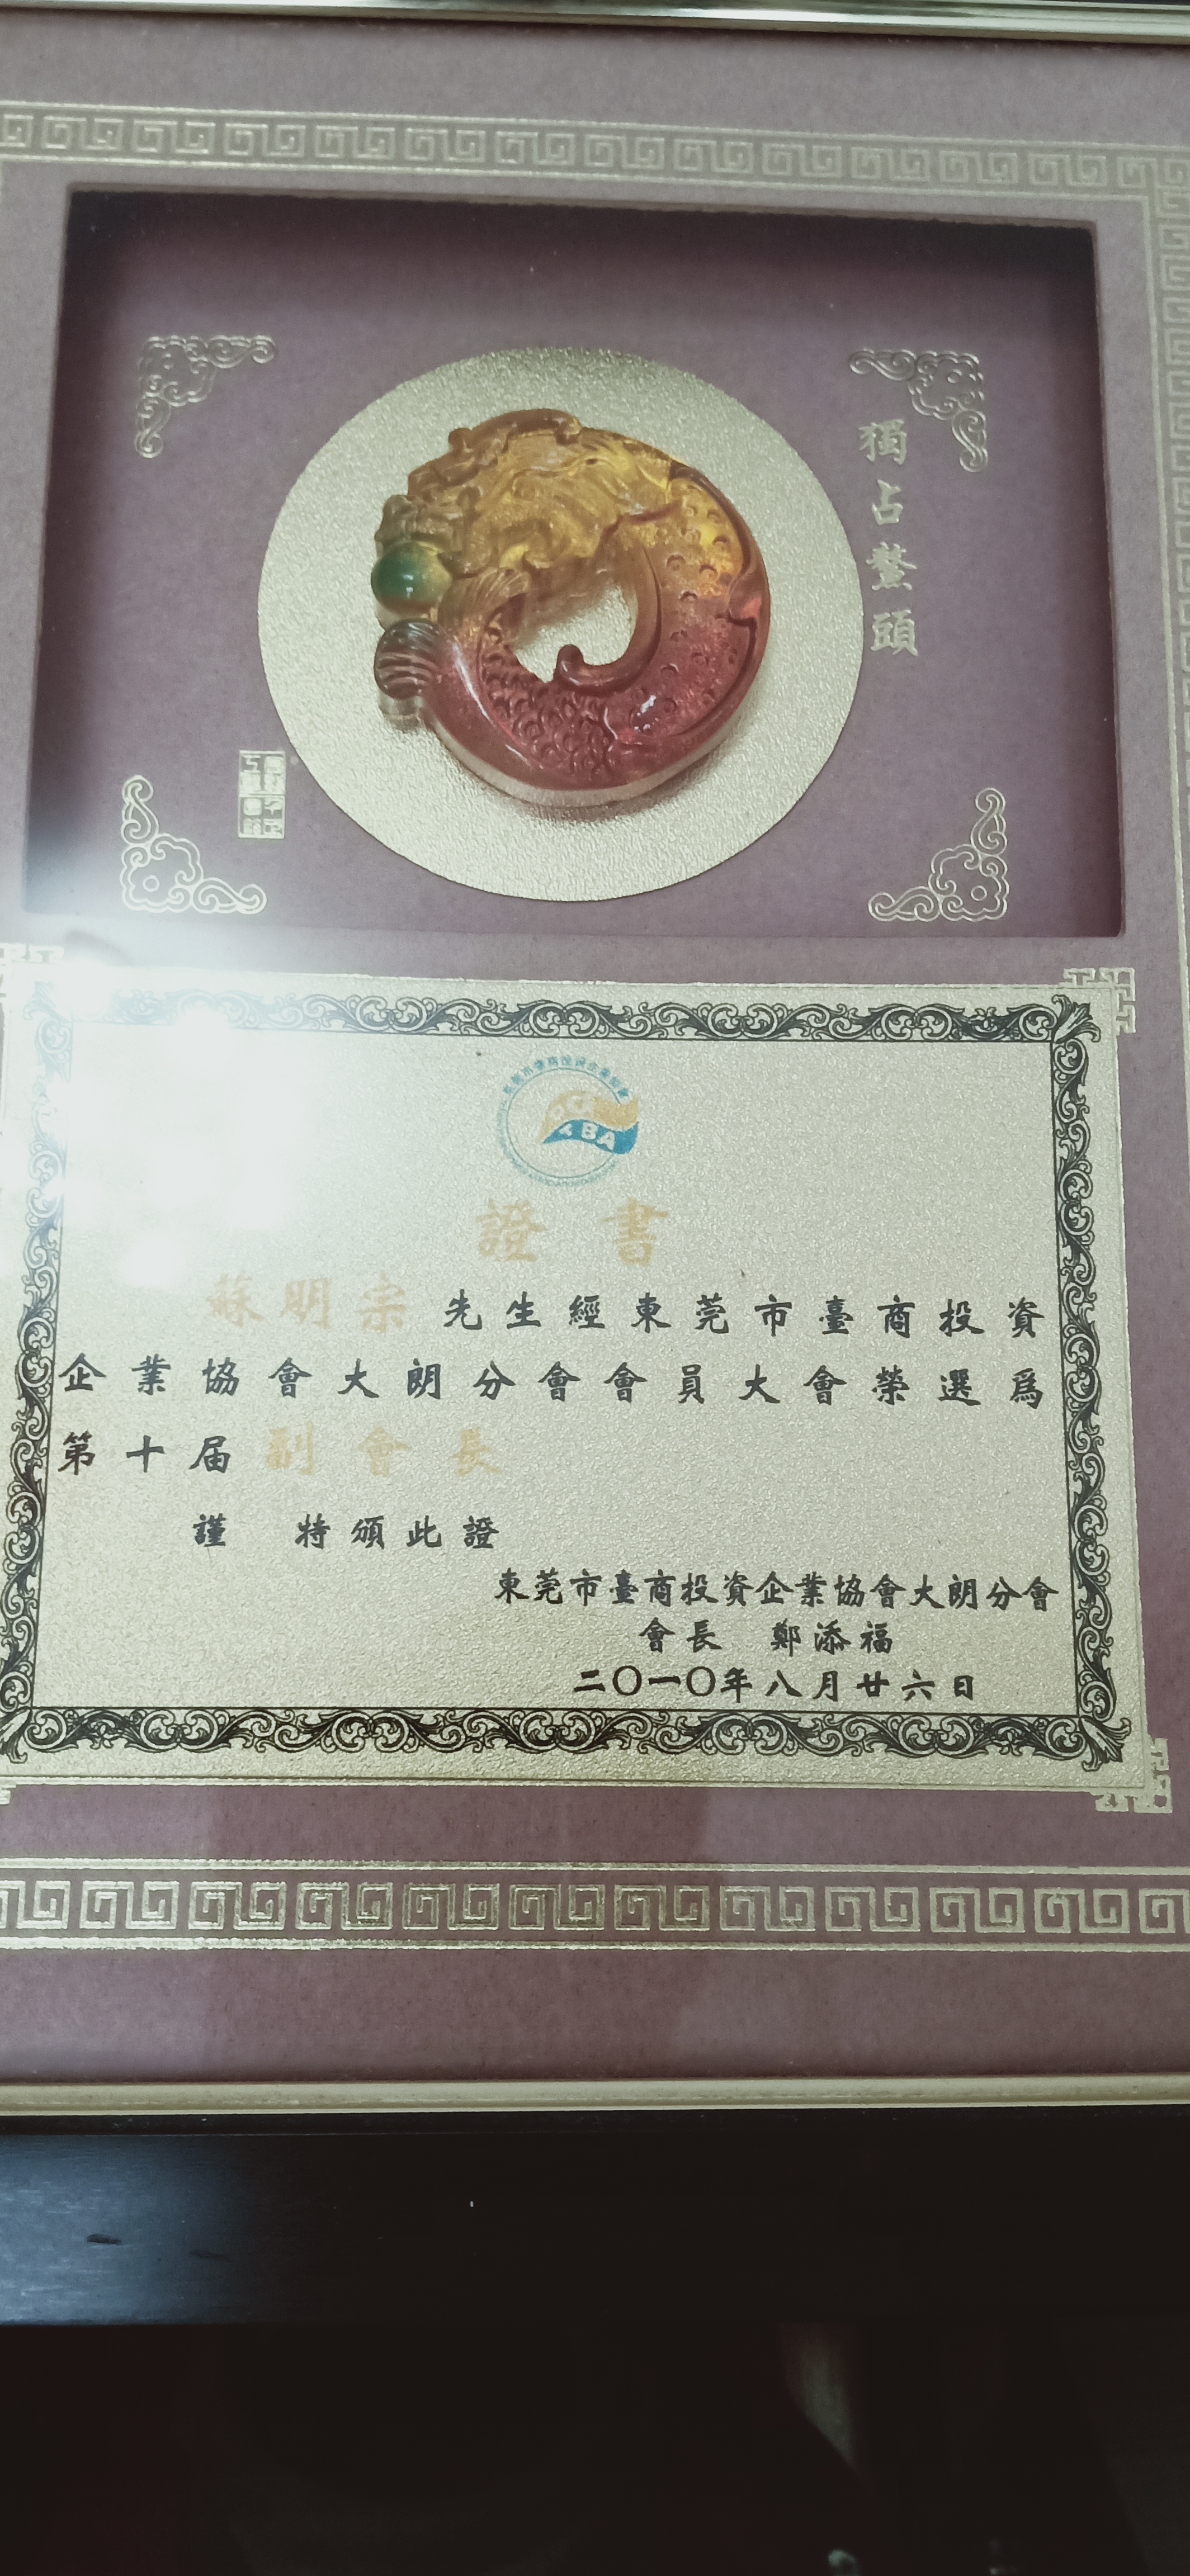 獨占鰲頭
BA
證書
蘇明宗先生經東莞市臺商投資
企業協會大朗分會會員大會榮選爲
第十届副會長
謹 特頒此證
東莞市臺商投資企業協會大朗分會
會長 鄭添福
二〇一〇年八月廿六日